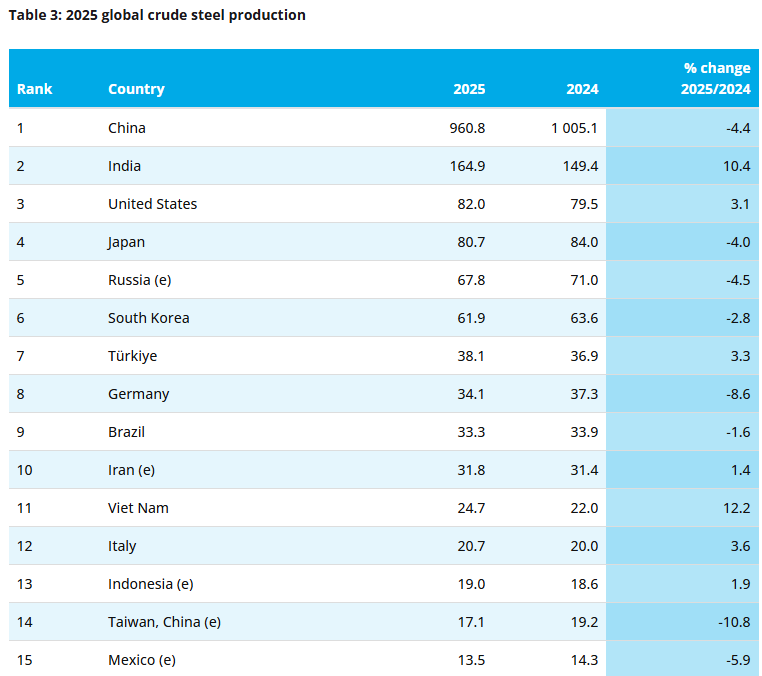 Table 3: 2025 global crude steel production
Rank Country 2025 2024 % change 2025/2024
1 China 960.8 1 005.1 -4.4
2 India 164.9 149.4 10.4
3 United States 82.0 79.5 3.1
4 Japan 80.7 84.0 -4.0
5 Russia (e) 67.8 71.0 -4.5
6 South Korea 61.9 63.6 -2.8
7 Türkiye 38.1 36.9 3.3
8 Germany 34.1 37.3 -8.6
9 Brazil 33.3 33.9 -1.6
10 Iran (e) 31.8 31.4 1.4
11 Viet Nam 24.7 22.0 12.2
12 Italy 20.7 20.0 3.6
13 Indonesia (e) 19.0 18.6 1.9
14 Taiwan, China (e) 17.1 19.2 -10.8
15 Mexico (e) 13.5 14.3 -5.9